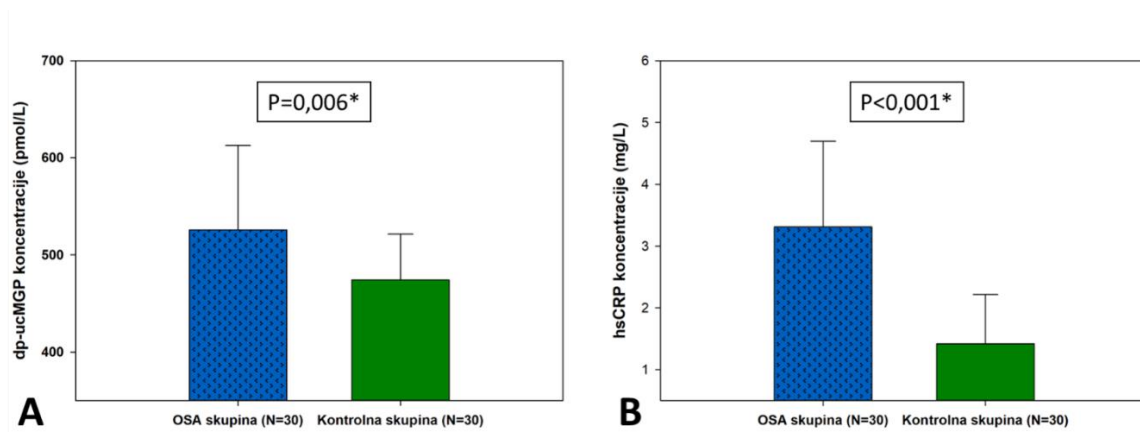 700
600
500
400
dp-ucMGP koncentracije (pmol/L)
P=0,006*
OSA skupina (N=30)
Kontrolna skupina (N=30)
A
6
5
4
3
2
1
hsCRP koncentracije (mg/L)
P<0,001*
OSA skupina (N=30)
Kontrolna skupina (N=30)
B